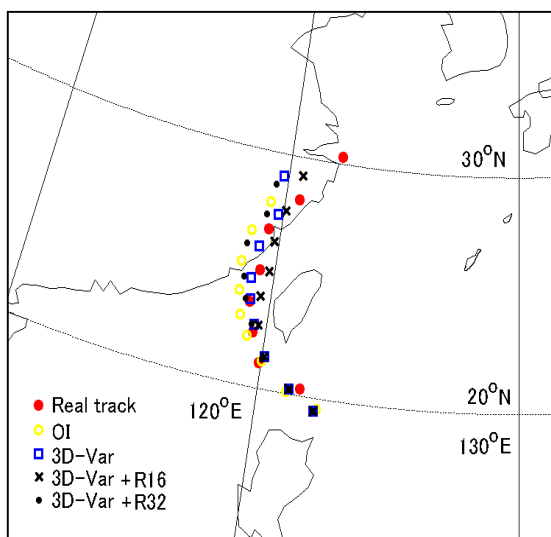 30°N
20°N
120°E
130°E
Real track
OI
3D-Var
3D-Var +R16
3D-Var +R32